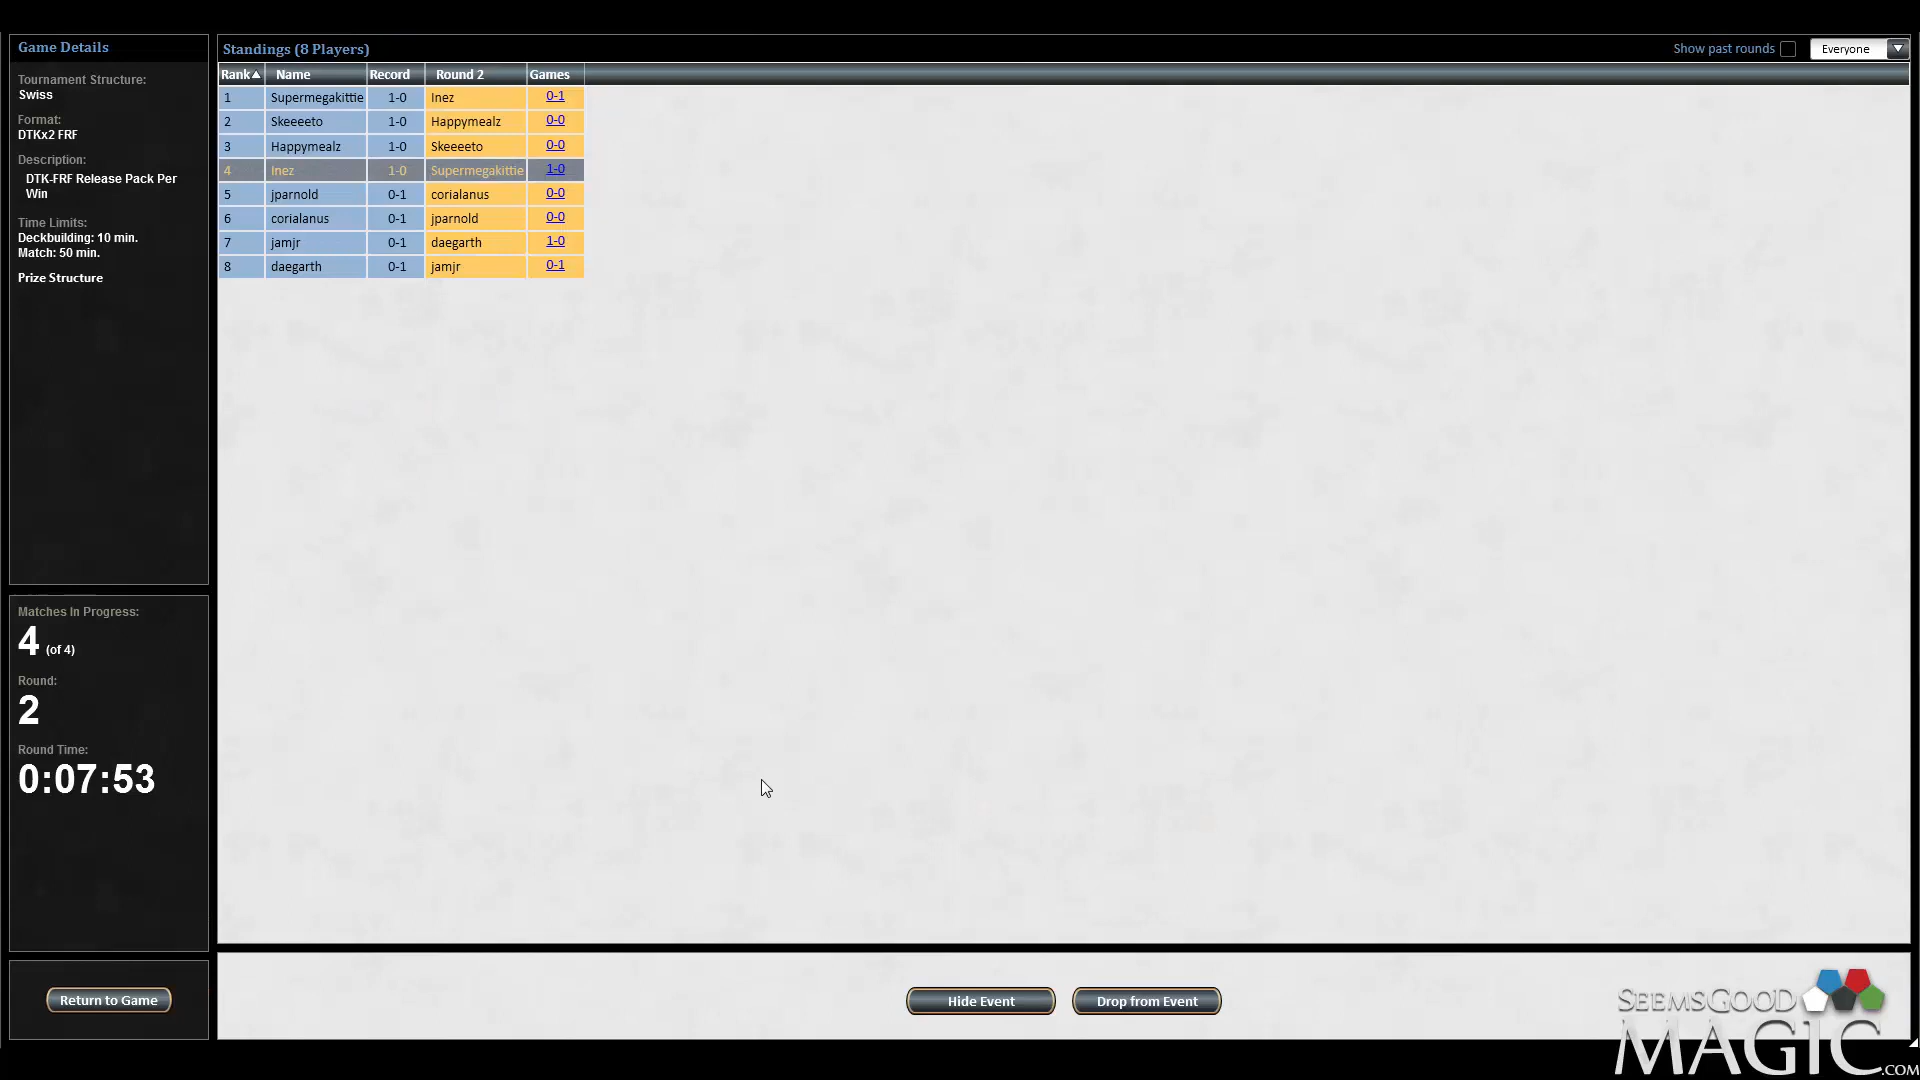 Game Details
Tournament Structure:
Swiss
Format:
DTKx2 FRF
Description:
DTK-FRF Release Pack Per
Win
Time Limits:
Deckbuilding: 10 min.
Match: 50 min.
Prize Structure
Standings (8 Players)
Show past rounds Everyone
Rank Name Record Round 2 Games
1 Supermegakittie 1-0 Inez 0-1
2 Skeeeeto 1-0 Happymealz 0-0
3 Happymealz 1-0 Skeeeeto 0-0
4 Inez 1-0 Supermegakittie 1-0
5 jparnold 0-1 corialanus 0-0
6 corialanus 0-1 jparnold 0-0
7 jamjr 0-1 daegarth 1-0
8 daegarth 0-1 jamjr 0-1
Matches In Progress:
4 (of 4)
Round:
2
Round Time:
0:07:53
Return to Game
Hide Event Drop from Event
SEEMSGOOD
MAGIC.COM